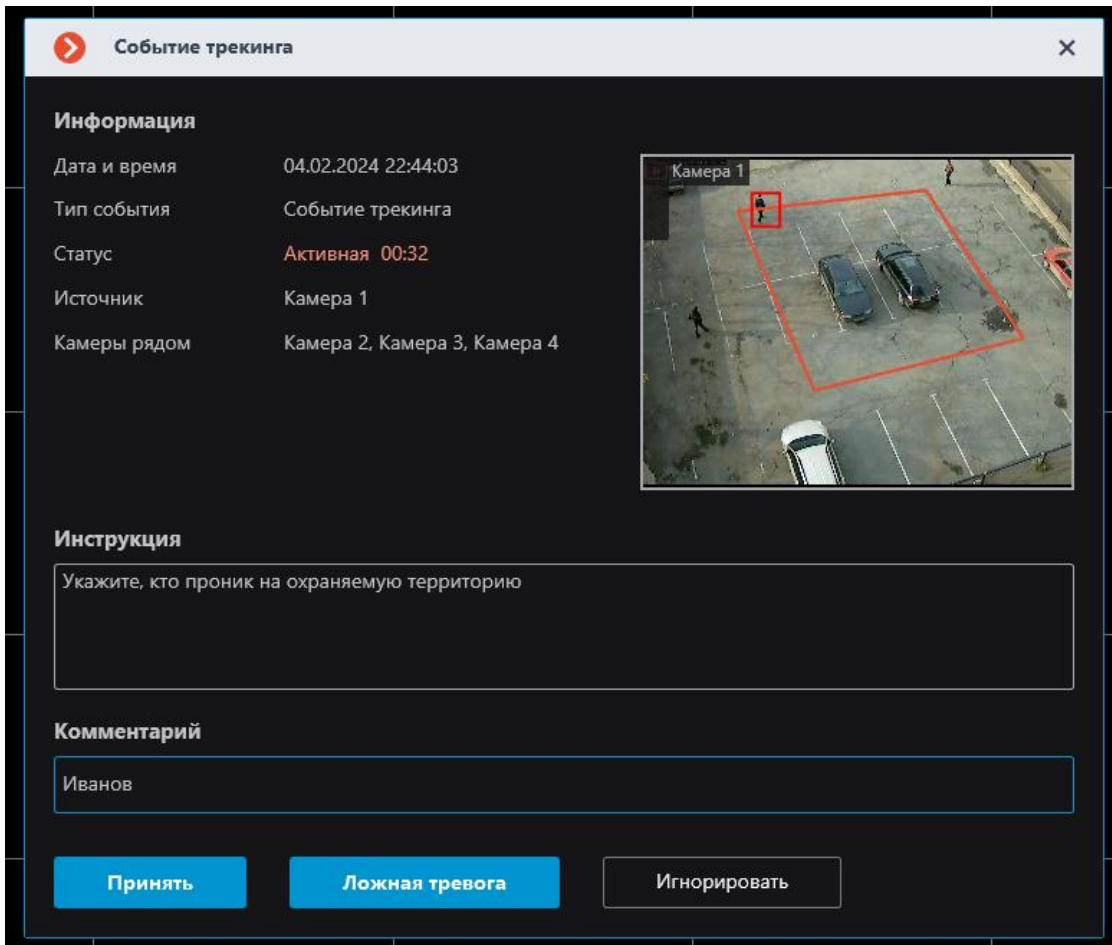 Событие трекинга
Информация
Дата и время 04.02.2024 22:44:03
Тип события Событие трекинга
Статус Активная 00:32
Источник Камера 1
Камеры рядом Камера 2, Камера 3, Камера 4
Камера 1
Инструкция
Укажите, кто проник на охраняемую территорию
Комментарий
Иванов
Принять Ложная тревога Игнорировать